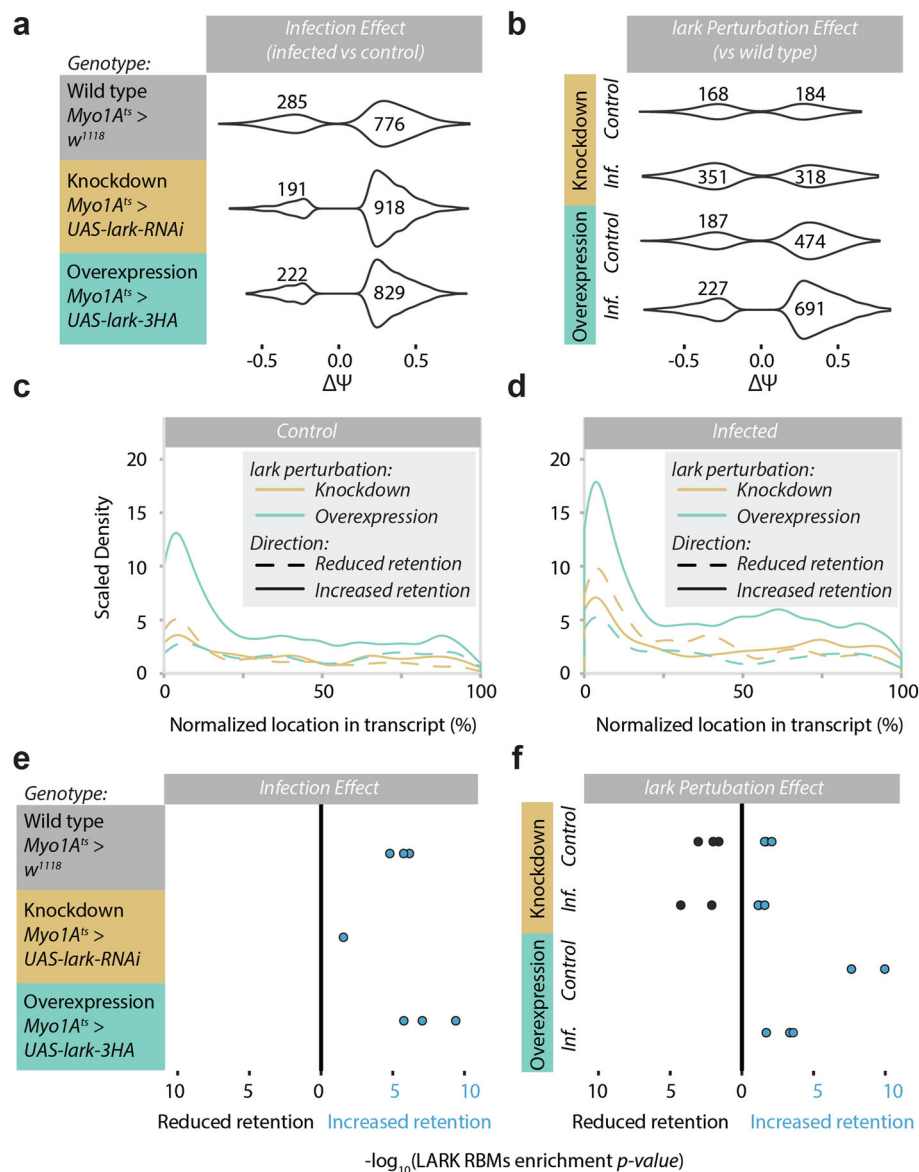 a
Infection Effect
(infected vs control)
Genotype:
Wild type
Myo1Aᵗˢ >
w¹¹¹⁸
285
776
Knockdown
Myo1Aᵗˢ >
UAS-lark-RNAi
191
918
Overexpression
Myo1Aᵗˢ >
UAS-lark-3HA
222
829
-0.5 0.0 0.5
ΔΨ
b
lark Perturbation Effect
(vs wild type)
Knockdown
Control
168 184
Inf.
351 318
Overexpression
Control
187 474
Inf.
227 691
-0.5 0.0 0.5
ΔΨ
c
Control
Scaled Density
20
15
10
5
0
lark perturbation:
Knockdown
Overexpression
Direction:
Reduced retention
Increased retention
0 50 100
Normalized location in transcript (%)
d
Infected
20
15
10
5
0
lark perturbation:
Knockdown
Overexpression
Direction:
Reduced retention
Increased retention
0 50 100
Normalized location in transcript (%)
e
Infection Effect
Genotype:
Wild type
Myo1Aᵗˢ >
w¹¹¹⁸
Knockdown
Myo1Aᵗˢ >
UAS-lark-RNAi
Overexpression
Myo1Aᵗˢ >
UAS-lark-3HA
10 5 0 5 10
Reduced retention Increased retention
f
lark Pertubation Effect
Knockdown
Control
Inf.
Overexpression
Control
Inf.
10 5 0 5 10
Reduced retention Increased retention
-log₁₀(LARK RBMs enrichment p-value)